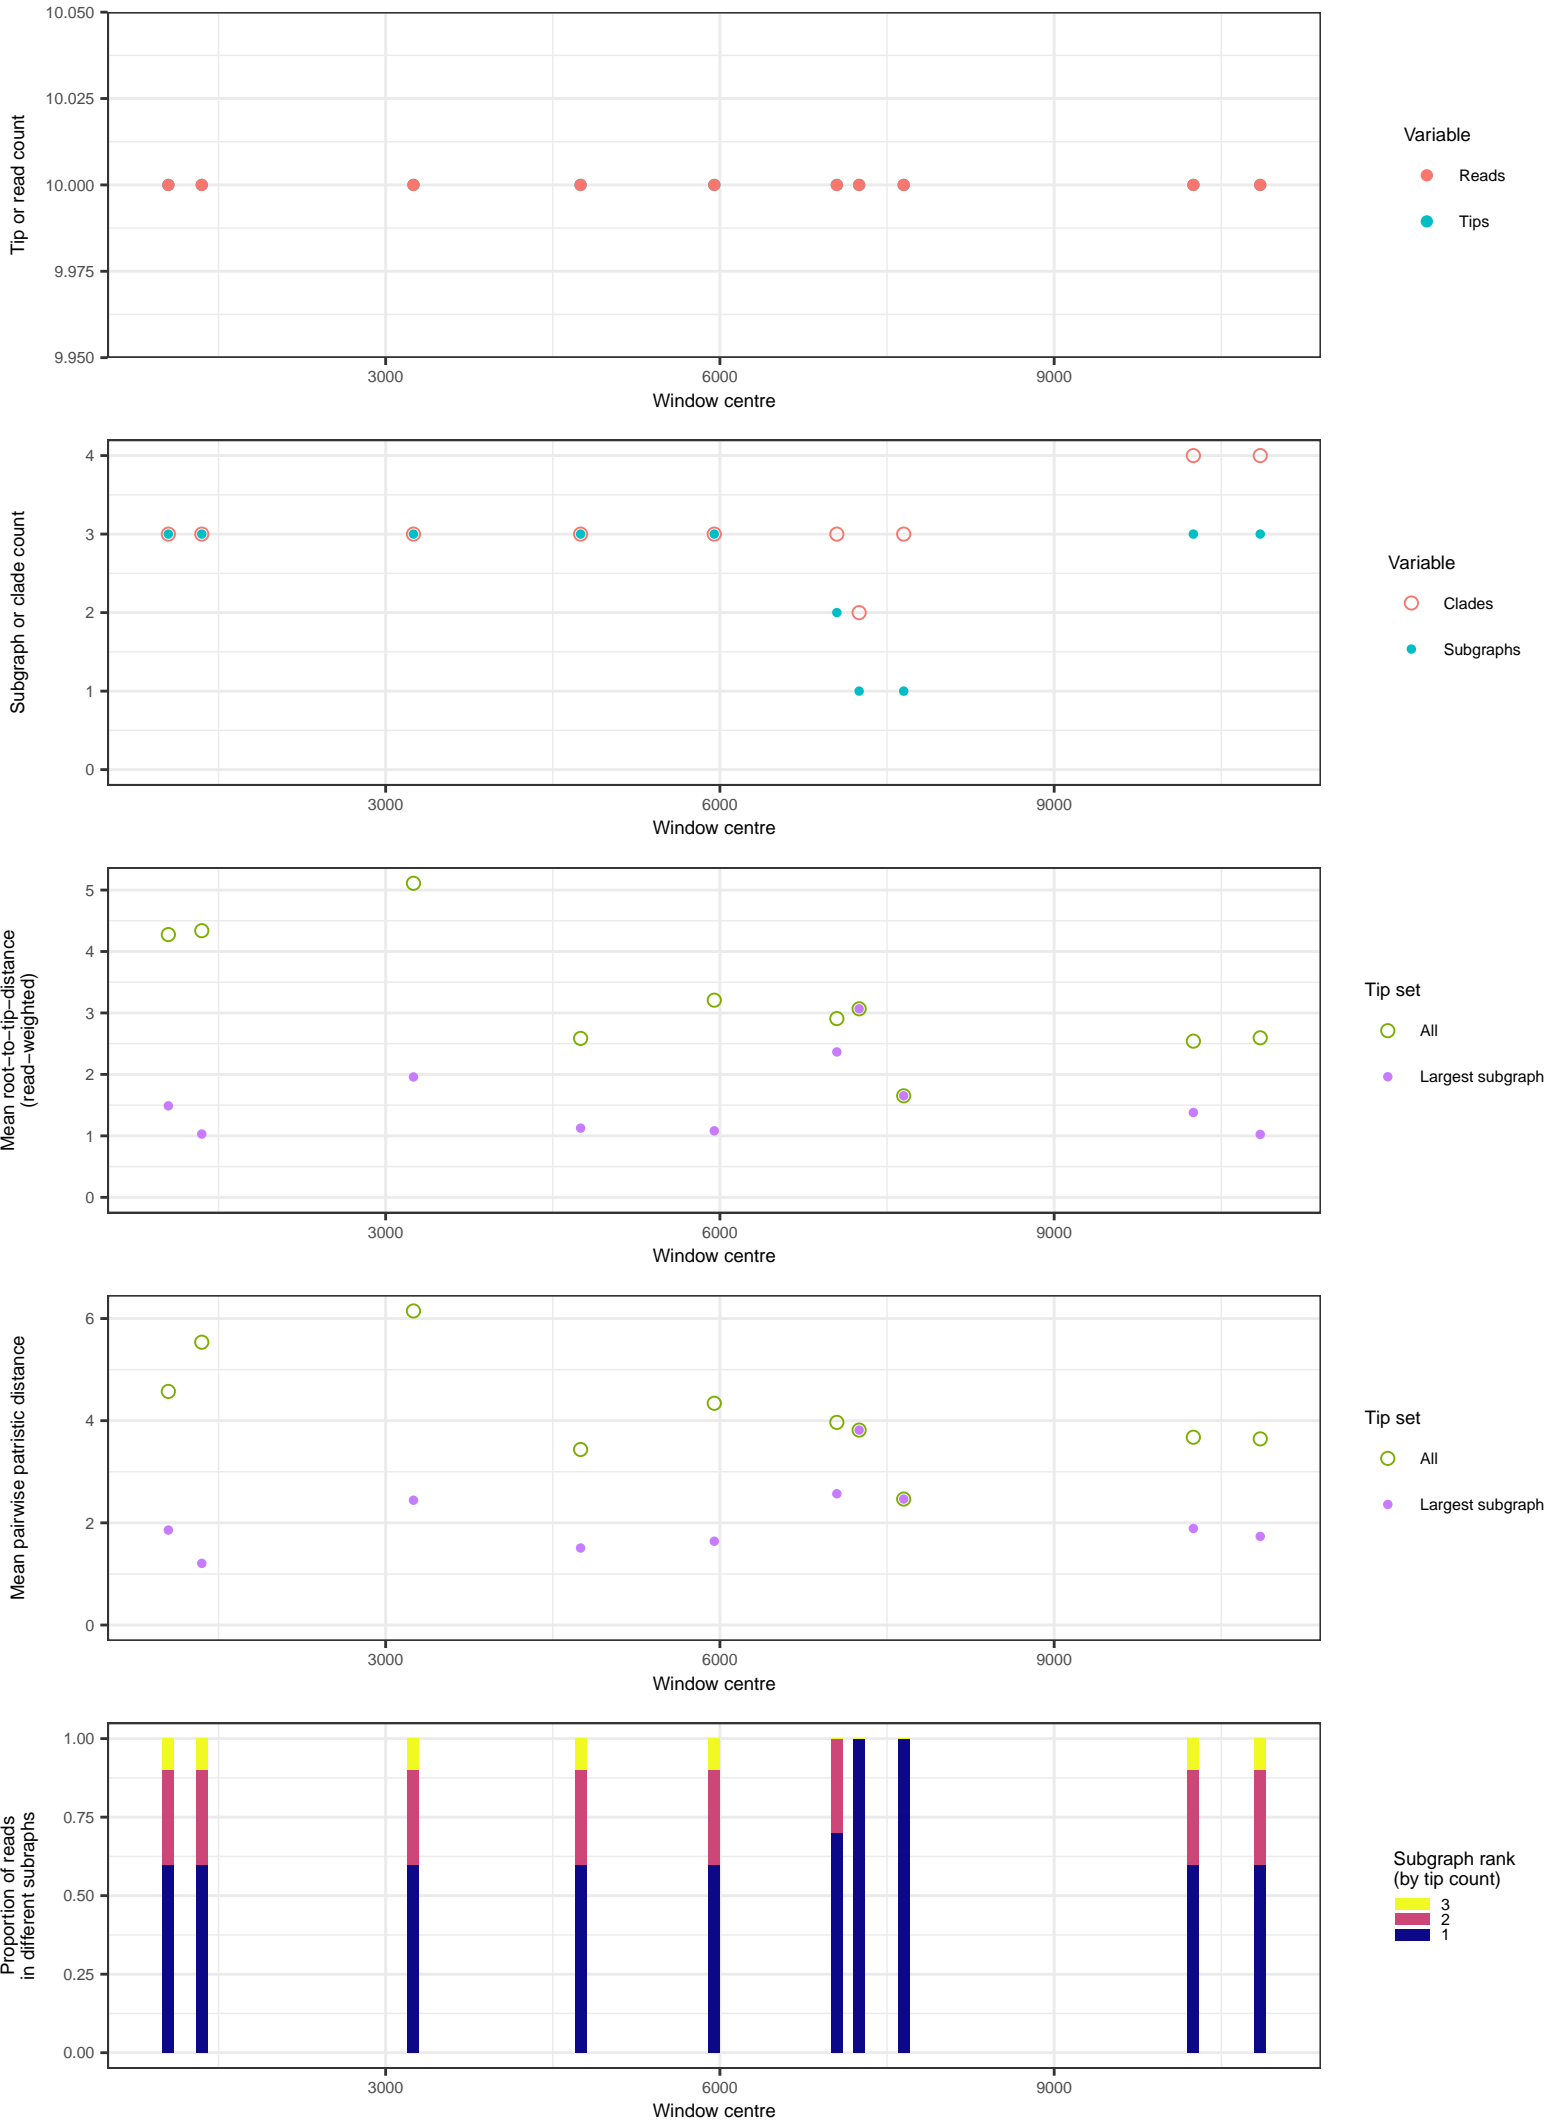 10.050
10.025
10.000
9.975
9.950
Tip or read count
3000 6000 9000
Window centre
Variable
Reads
Tips
4
3
2
1
0
Subgraph or clade count
3000 6000 9000
Window centre
Variable
Clades
Subgraphs
5
4
3
2
1
0
Mean root−to−tip−distance
(read−weighted)
3000 6000 9000
Window centre
Tip set
All
Largest subgraph
6
4
2
0
Mean pairwise patristic distance
3000 6000 9000
Window centre
Tip set
All
Largest subgraph
1.00
0.75
0.50
0.25
0.00
Proportion of reads
in different subraphs
3000 6000 9000
Window centre
Subgraph rank
(by tip count)
3
2
1